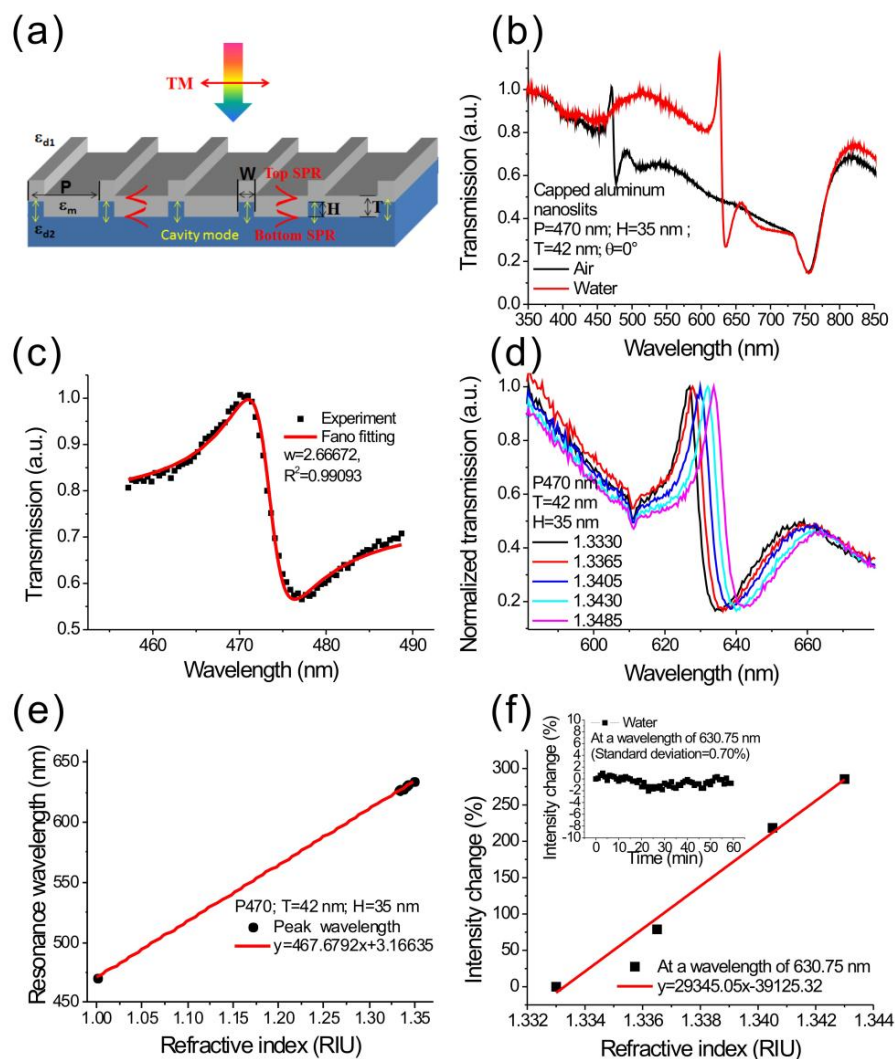 (a)
TM
εd1
P
W
Top SPR
εm
H
T
εd2
Cavity mode
Bottom SPR
(b)
Transmission (a.u.)
1.0
0.8
0.6
0.4
0.2
0.0
Capped aluminum
nanoslits
P=470 nm; H=35 nm ;
T=42 nm; θ=0°
Air
Water
350 400 450 500 550 600 650 700 750 800 850
Wavelength (nm)
(c)
Transmission (a.u.)
1.0
0.9
0.8
0.7
0.6
0.5
Experiment
Fano fitting
w=2.66672,
R²=0.99093
460 470 480 490
Wavelength (nm)
(d)
Normalized transmission (a.u.)
1.0
0.8
0.6
0.4
0.2
P470 nm
T=42 nm
H=35 nm
1.3330
1.3365
1.3405
1.3430
1.3485
600 620 640 660
Wavelength (nm)
(e)
Resonance wavelength (nm)
650
600
550
500
450
P470; T=42 nm; H=35 nm
Peak wavelength
y=467.6792x+3.16635
1.00 1.05 1.10 1.15 1.20 1.25 1.30 1.35
Refractive index (RIU)
(f)
Intensity change (%)
300
250
200
150
100
50
0
Intensity change (%)
10
8
6
4
2
0
-2
-4
-6
-8
-10
Water
At a wavelength of 630.75 nm
(Standard deviation=0.70%)
0 10 20 30 40 50 60
Time (min)
At a wavelength of 630.75 nm
y=29345.05x-39125.32
1.332 1.334 1.336 1.338 1.340 1.342 1.344
Refractive index (RIU)